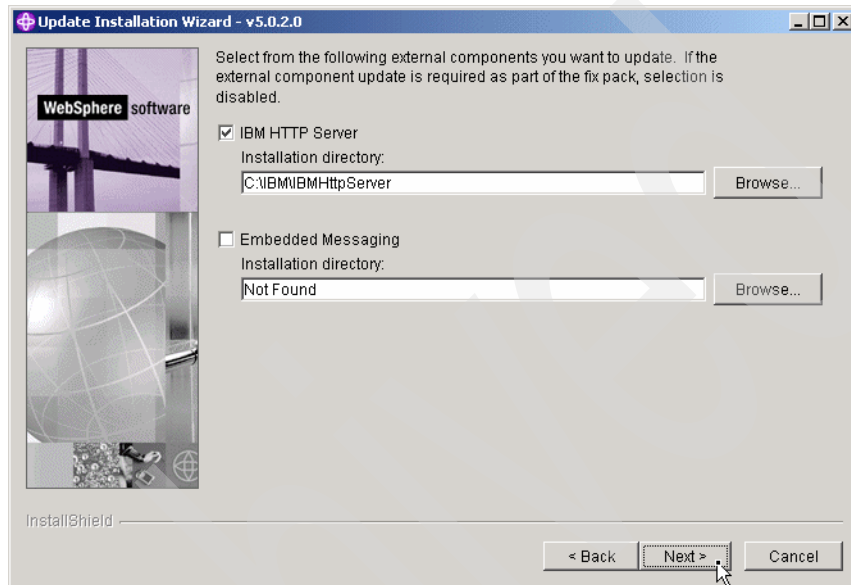 Update Installation Wizard - v5.0.2.0
WebSphere software
Select from the following external components you want to update. If the
external component update is required as part of the fix pack, selection is
disabled.
IBM HTTP Server
Installation directory:
C:\IBM\IBMHttpServer
Browse...
Embedded Messaging
Installation directory:
Not Found
Browse...
InstallShield
< Back
Next >
Cancel